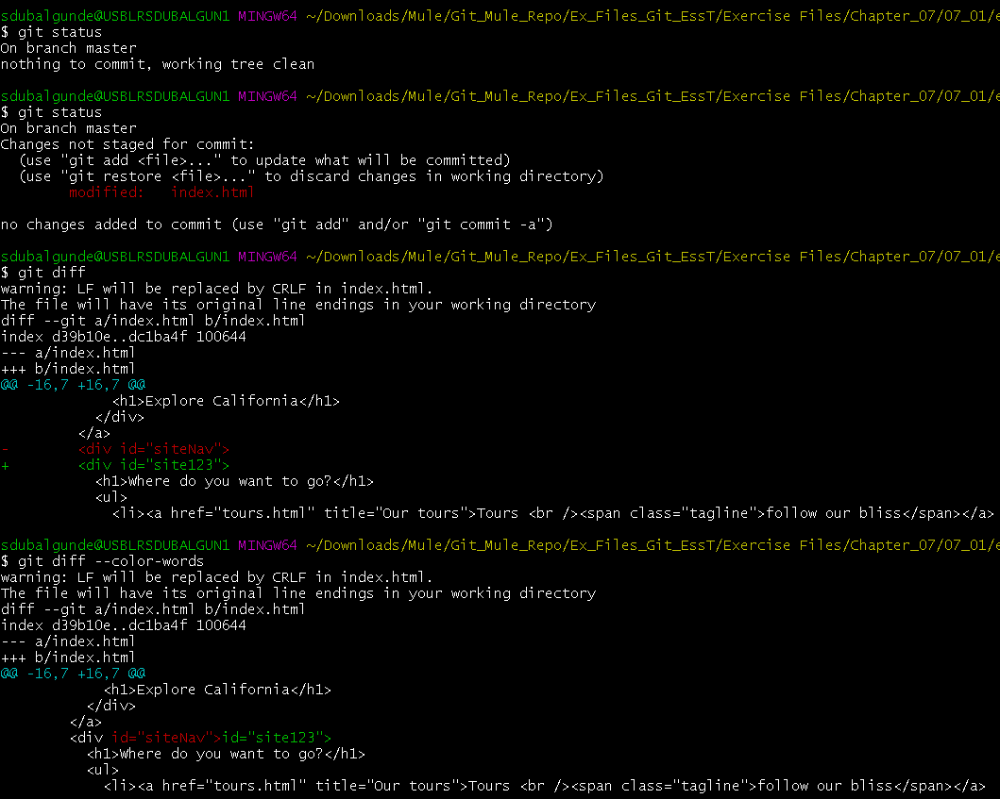 sdubalgunde@USBLRSDUBALGUN1 MINGW64 ~/Downloads/Mule/Git_Mule_Repo/Ex_Files_Git_EssT/Exercise Files/Chapter_07/07_01/e
$ git status
On branch master
nothing to commit, working tree clean
sdubalgunde@USBLRSDUBALGUN1 MINGW64 ~/Downloads/Mule/Git_Mule_Repo/Ex_Files_Git_EssT/Exercise Files/Chapter_07/07_01/e
$ git status
On branch master
Changes not staged for commit:
  (use "git add <file>..." to update what will be committed)
  (use "git restore <file>..." to discard changes in working directory)
        modified:   index.html
no changes added to commit (use "git add" and/or "git commit -a")
sdubalgunde@USBLRSDUBALGUN1 MINGW64 ~/Downloads/Mule/Git_Mule_Repo/Ex_Files_Git_EssT/Exercise Files/Chapter_07/07_01/e
$ git diff
warning: LF will be replaced by CRLF in index.html.
The file will have its original line endings in your working directory
diff --git a/index.html b/index.html
index d39b10e..dc1ba4f 100644
--- a/index.html
+++ b/index.html
@@ -16,7 +16,7 @@
             <h1>Explore California</h1>
           </div>
         </a>
-        <div id="siteNav">
+        <div id="site123">
           <h1>Where do you want to go?</h1>
           <ul>
             <li><a href="tours.html" title="Our tours">Tours <br /><span class="tagline">follow our bliss</span></a>
sdubalgunde@USBLRSDUBALGUN1 MINGW64 ~/Downloads/Mule/Git_Mule_Repo/Ex_Files_Git_EssT/Exercise Files/Chapter_07/07_01/e
$ git diff --color-words
warning: LF will be replaced by CRLF in index.html.
The file will have its original line endings in your working directory
diff --git a/index.html b/index.html
index d39b10e..dc1ba4f 100644
--- a/index.html
+++ b/index.html
@@ -16,7 +16,7 @@
            <h1>Explore California</h1>
          </div>
        </a>
        <div id="siteNav">id="site123">
          <h1>Where do you want to go?</h1>
          <ul>
            <li><a href="tours.html" title="Our tours">Tours <br /><span class="tagline">follow our bliss</span></a>